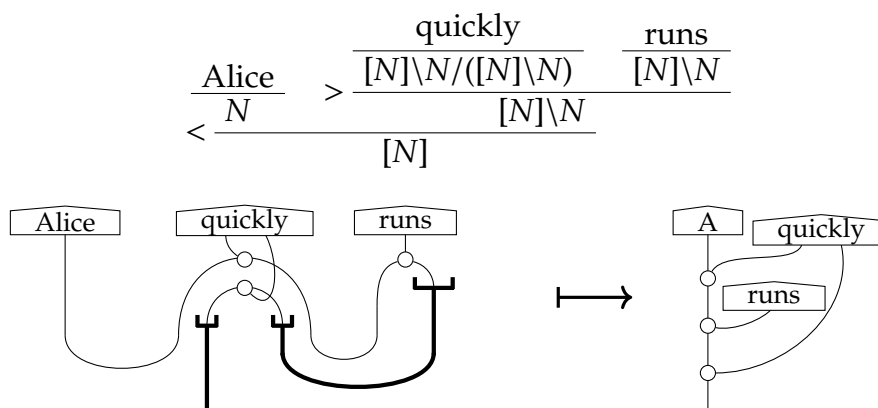 quickly runs
Alice [N]\N/([N]\N) [N]\N
N > [N]\N
< [N]
Alice quickly runs A quickly
runs